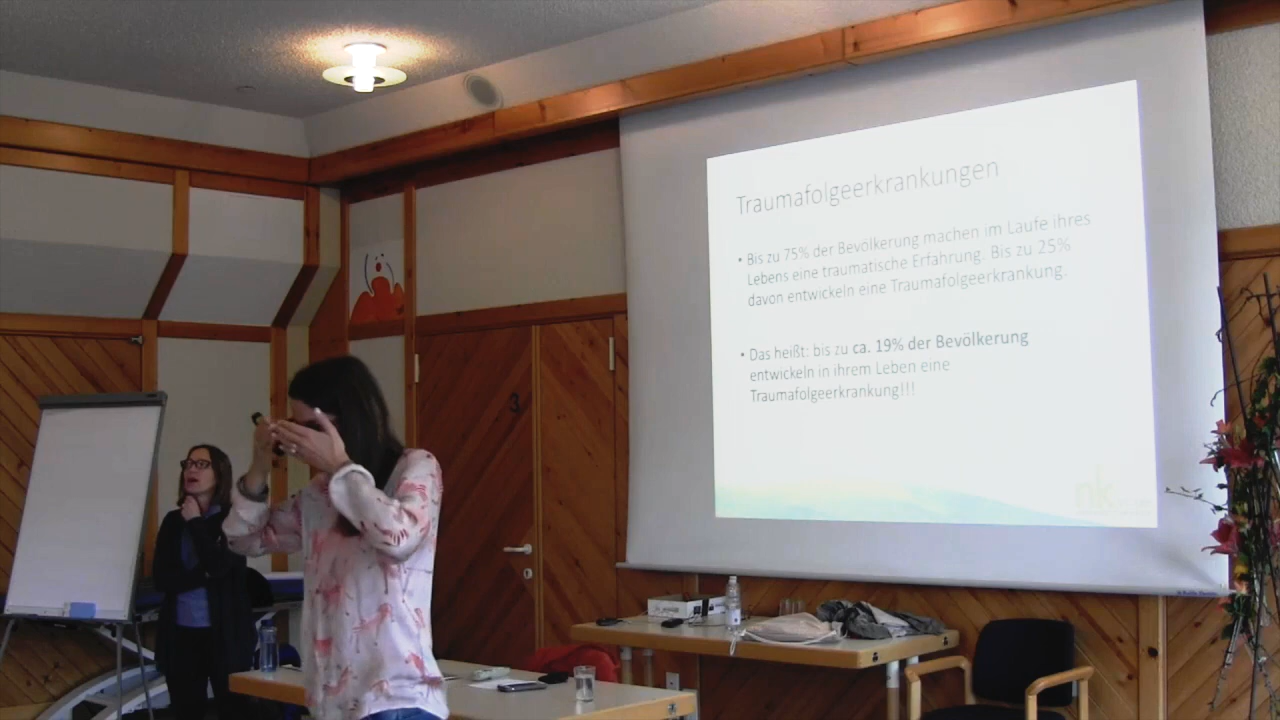 Traumafolgeerkrankungen
• Bis zu 75% der Bevölkerung machen im Laufe ihres
Lebens eine traumatische Erfahrung. Bis zu 25%
davon entwickeln eine Traumafolgeerkrankung.
• Das heißt: bis zu ca. 19% der Bevölkerung
entwickeln in ihrem Leben eine
Traumafolgeerkrankung!!!
nk
3